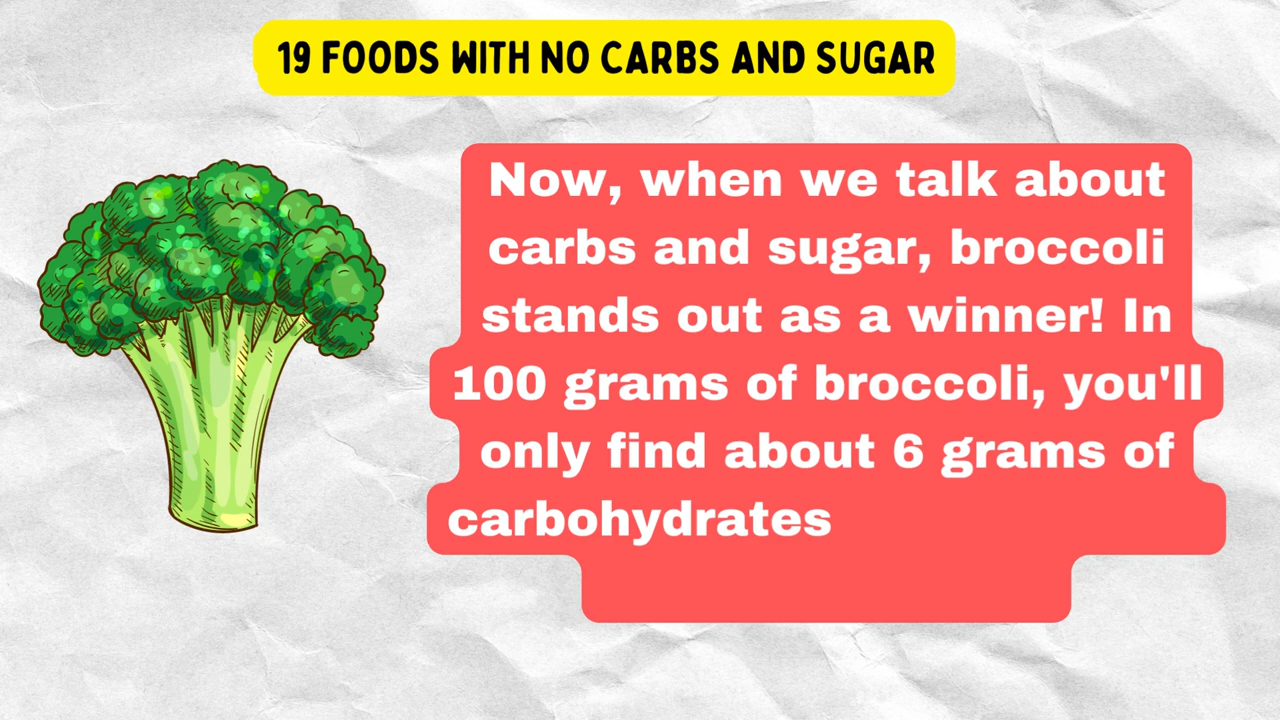 19 FOODS WITH NO CARBS AND SUGAR
Now, when we talk about
carbs and sugar, broccoli
stands out as a winner! In
100 grams of broccoli, you'll
only find about 6 grams of
carbohydrates